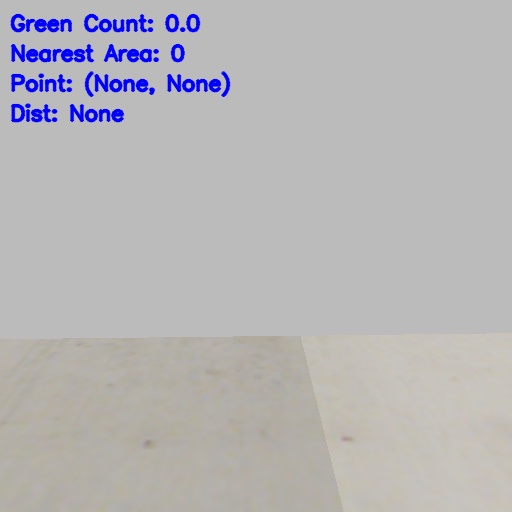 Green Count: 0.0
Nearest Area: 0
Point: (None, None)
Dist: None